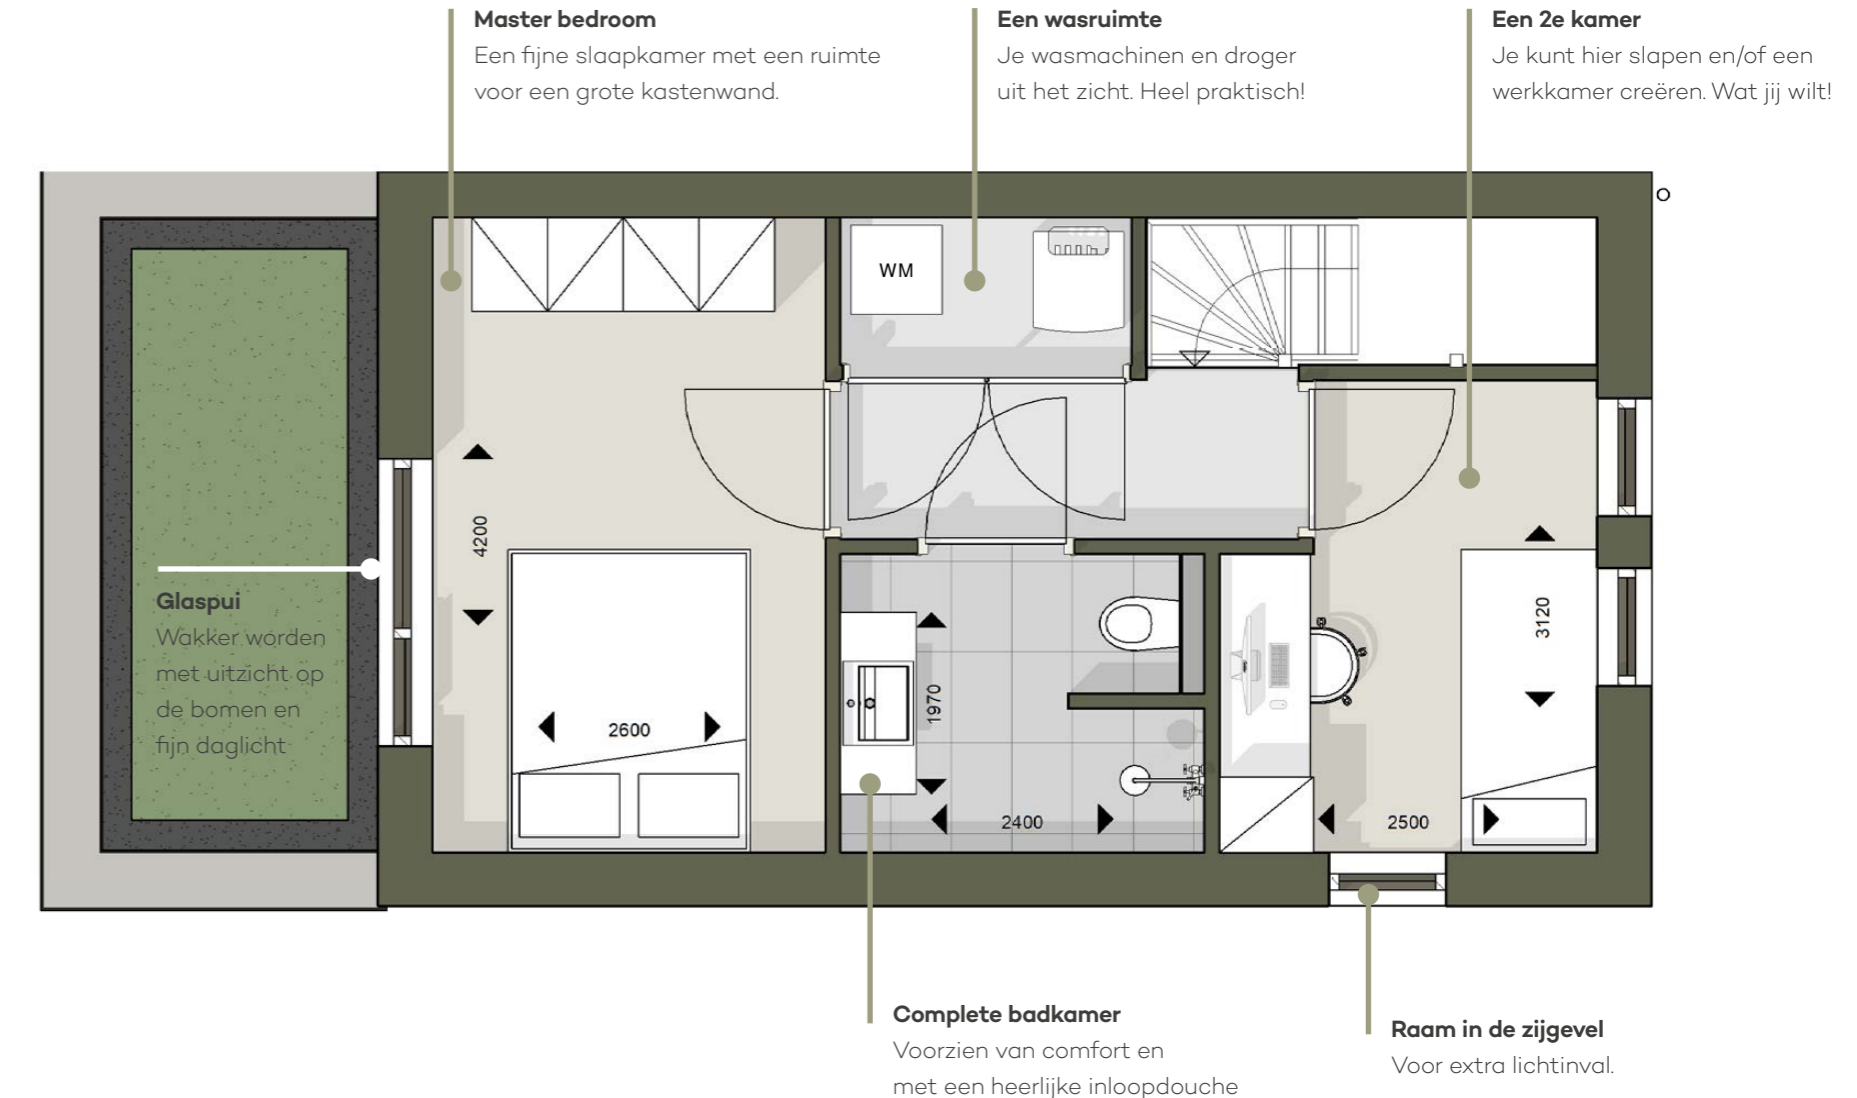 Master bedroom
Een fijne slaapkamer met een ruimte
voor een grote kastenwand.
Een wasruimte
Je wasmachinen en droger
uit het zicht. Heel praktisch!
Een 2e kamer
Je kunt hier slapen en/of een
werkkamer creëren. Wat jij wilt!
WM
4200
Glaspui
Wakker worden
met uitzicht op
de bomen en
fijn daglicht
2600
1970
2400
3120
2500
Complete badkamer
Voorzien van comfort en
met een heerlijke inloopdouche
Raam in de zijgevel
Voor extra lichtinval.